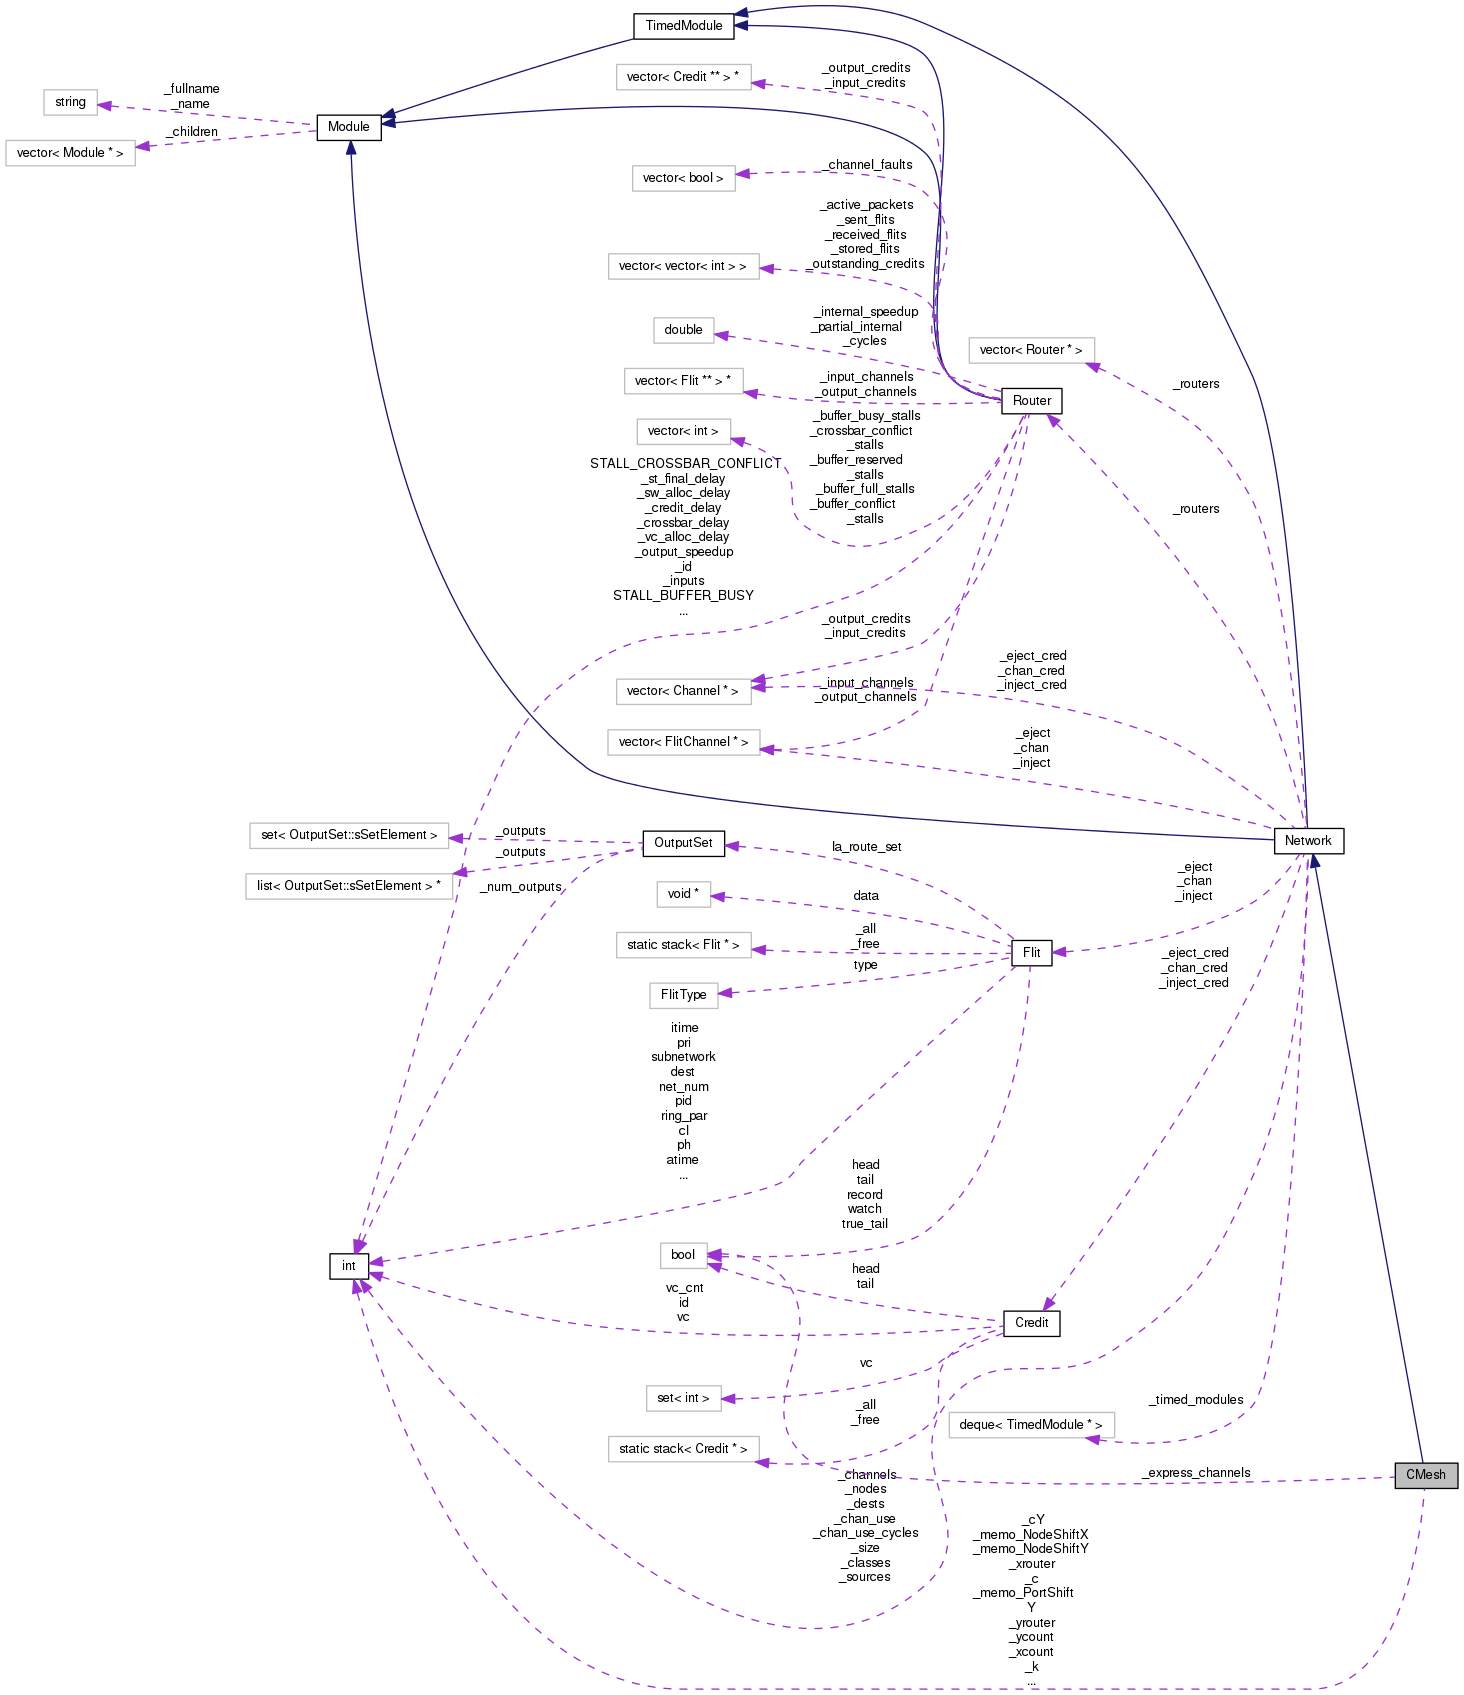 TimedModule
vector< Credit ** > *
_output_credits
_input_credits
string
_fullname
_name
Module
_children
vector< Module * >
vector< bool >
_channel_faults
_active_packets
_sent_flits
_received_flits
_stored_flits
_outstanding_credits
vector< vector< int > >
double
_internal_speedup
_partial_internal
_cycles
vector< Router * >
_routers
vector< Flit ** > *
_input_channels
_output_channels
Router
vector< int >
_buffer_busy_stalls
_crossbar_conflict
_stalls
_buffer_reserved
_stalls
_buffer_full_stalls
_buffer_conflict
_stalls
STALL_CROSSBAR_CONFLICT
_st_final_delay
_sw_alloc_delay
_credit_delay
_crossbar_delay
_vc_alloc_delay
_output_speedup
_id
_inputs
STALL_BUFFER_BUSY
...
_routers
_output_credits
_input_credits
vector< Channel * >
_input_channels
_output_channels
_eject_cred
_chan_cred
_inject_cred
vector< FlitChannel * >
_eject
_chan
_inject
set< OutputSet::sSetElement >
_outputs
OutputSet
la_route_set
Network
list< OutputSet::sSetElement > *
_outputs
_num_outputs
void *
data
_eject
_chan
_inject
static stack< Flit * >
_all
_free
Flit
FlitType
type
_eject_cred
_chan_cred
_inject_cred
itime
pri
subnetwork
dest
net_num
pid
ring_par
cl
ph
atime
...
head
tail
record
watch
true_tail
bool
int
head
tail
vc_cnt
id
vc
Credit
set< int >
vc
_all
_free
static stack< Credit * >
deque< TimedModule * >
_timed_modules
_express_channels
CMesh
_channels
_nodes
_dests
_chan_use
_chan_use_cycles
_size
_classes
_sources
_cY
_memo_NodeShiftX
_memo_NodeShiftY
_xrouter
_c
_memo_PortShift
Y
_yrouter
_ycount
_xcount
_k
...